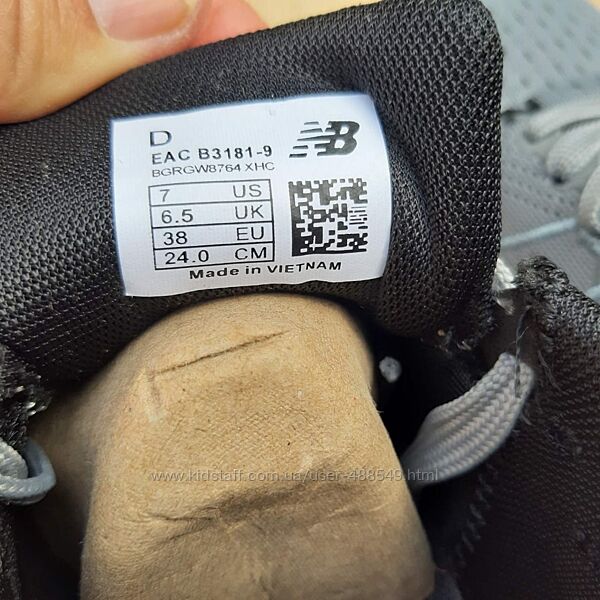 D
EAC B3181-9
NB
BGRGW8764 XHC
7 US
6.5 UK
38 EU
24.0 CM
Made in VIETNAM
www.kidstaff.com.ua/user-488549.html